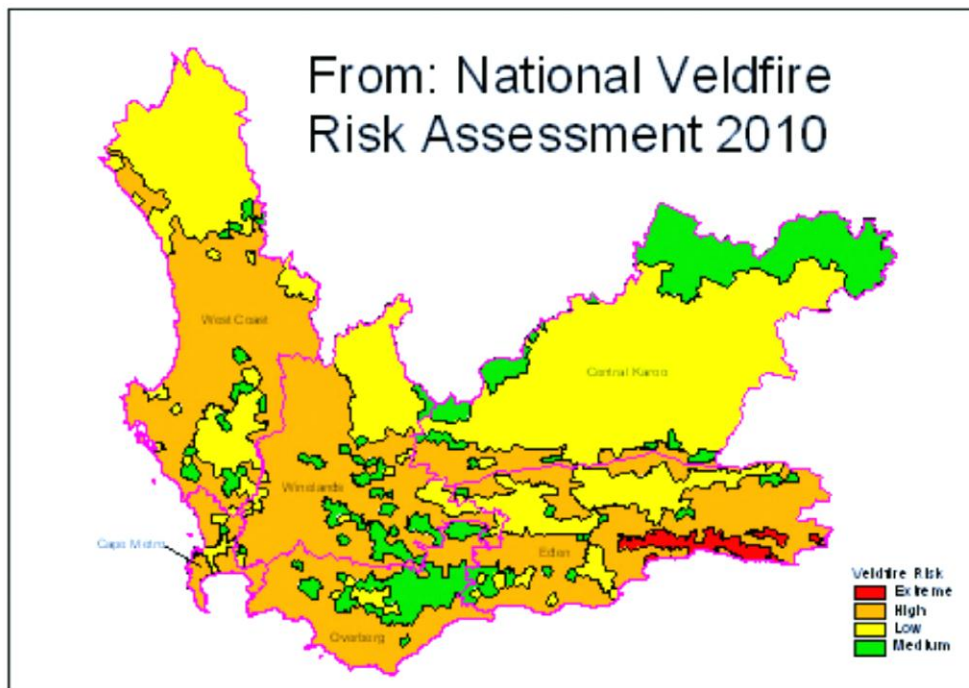 From: National Veldfire
Risk Assessment 2010
West Coast
Central Karoo
Winelands
Cape Metro
Eden
Overberg
Veldfire Risk
Extreme
High
Low
Medium